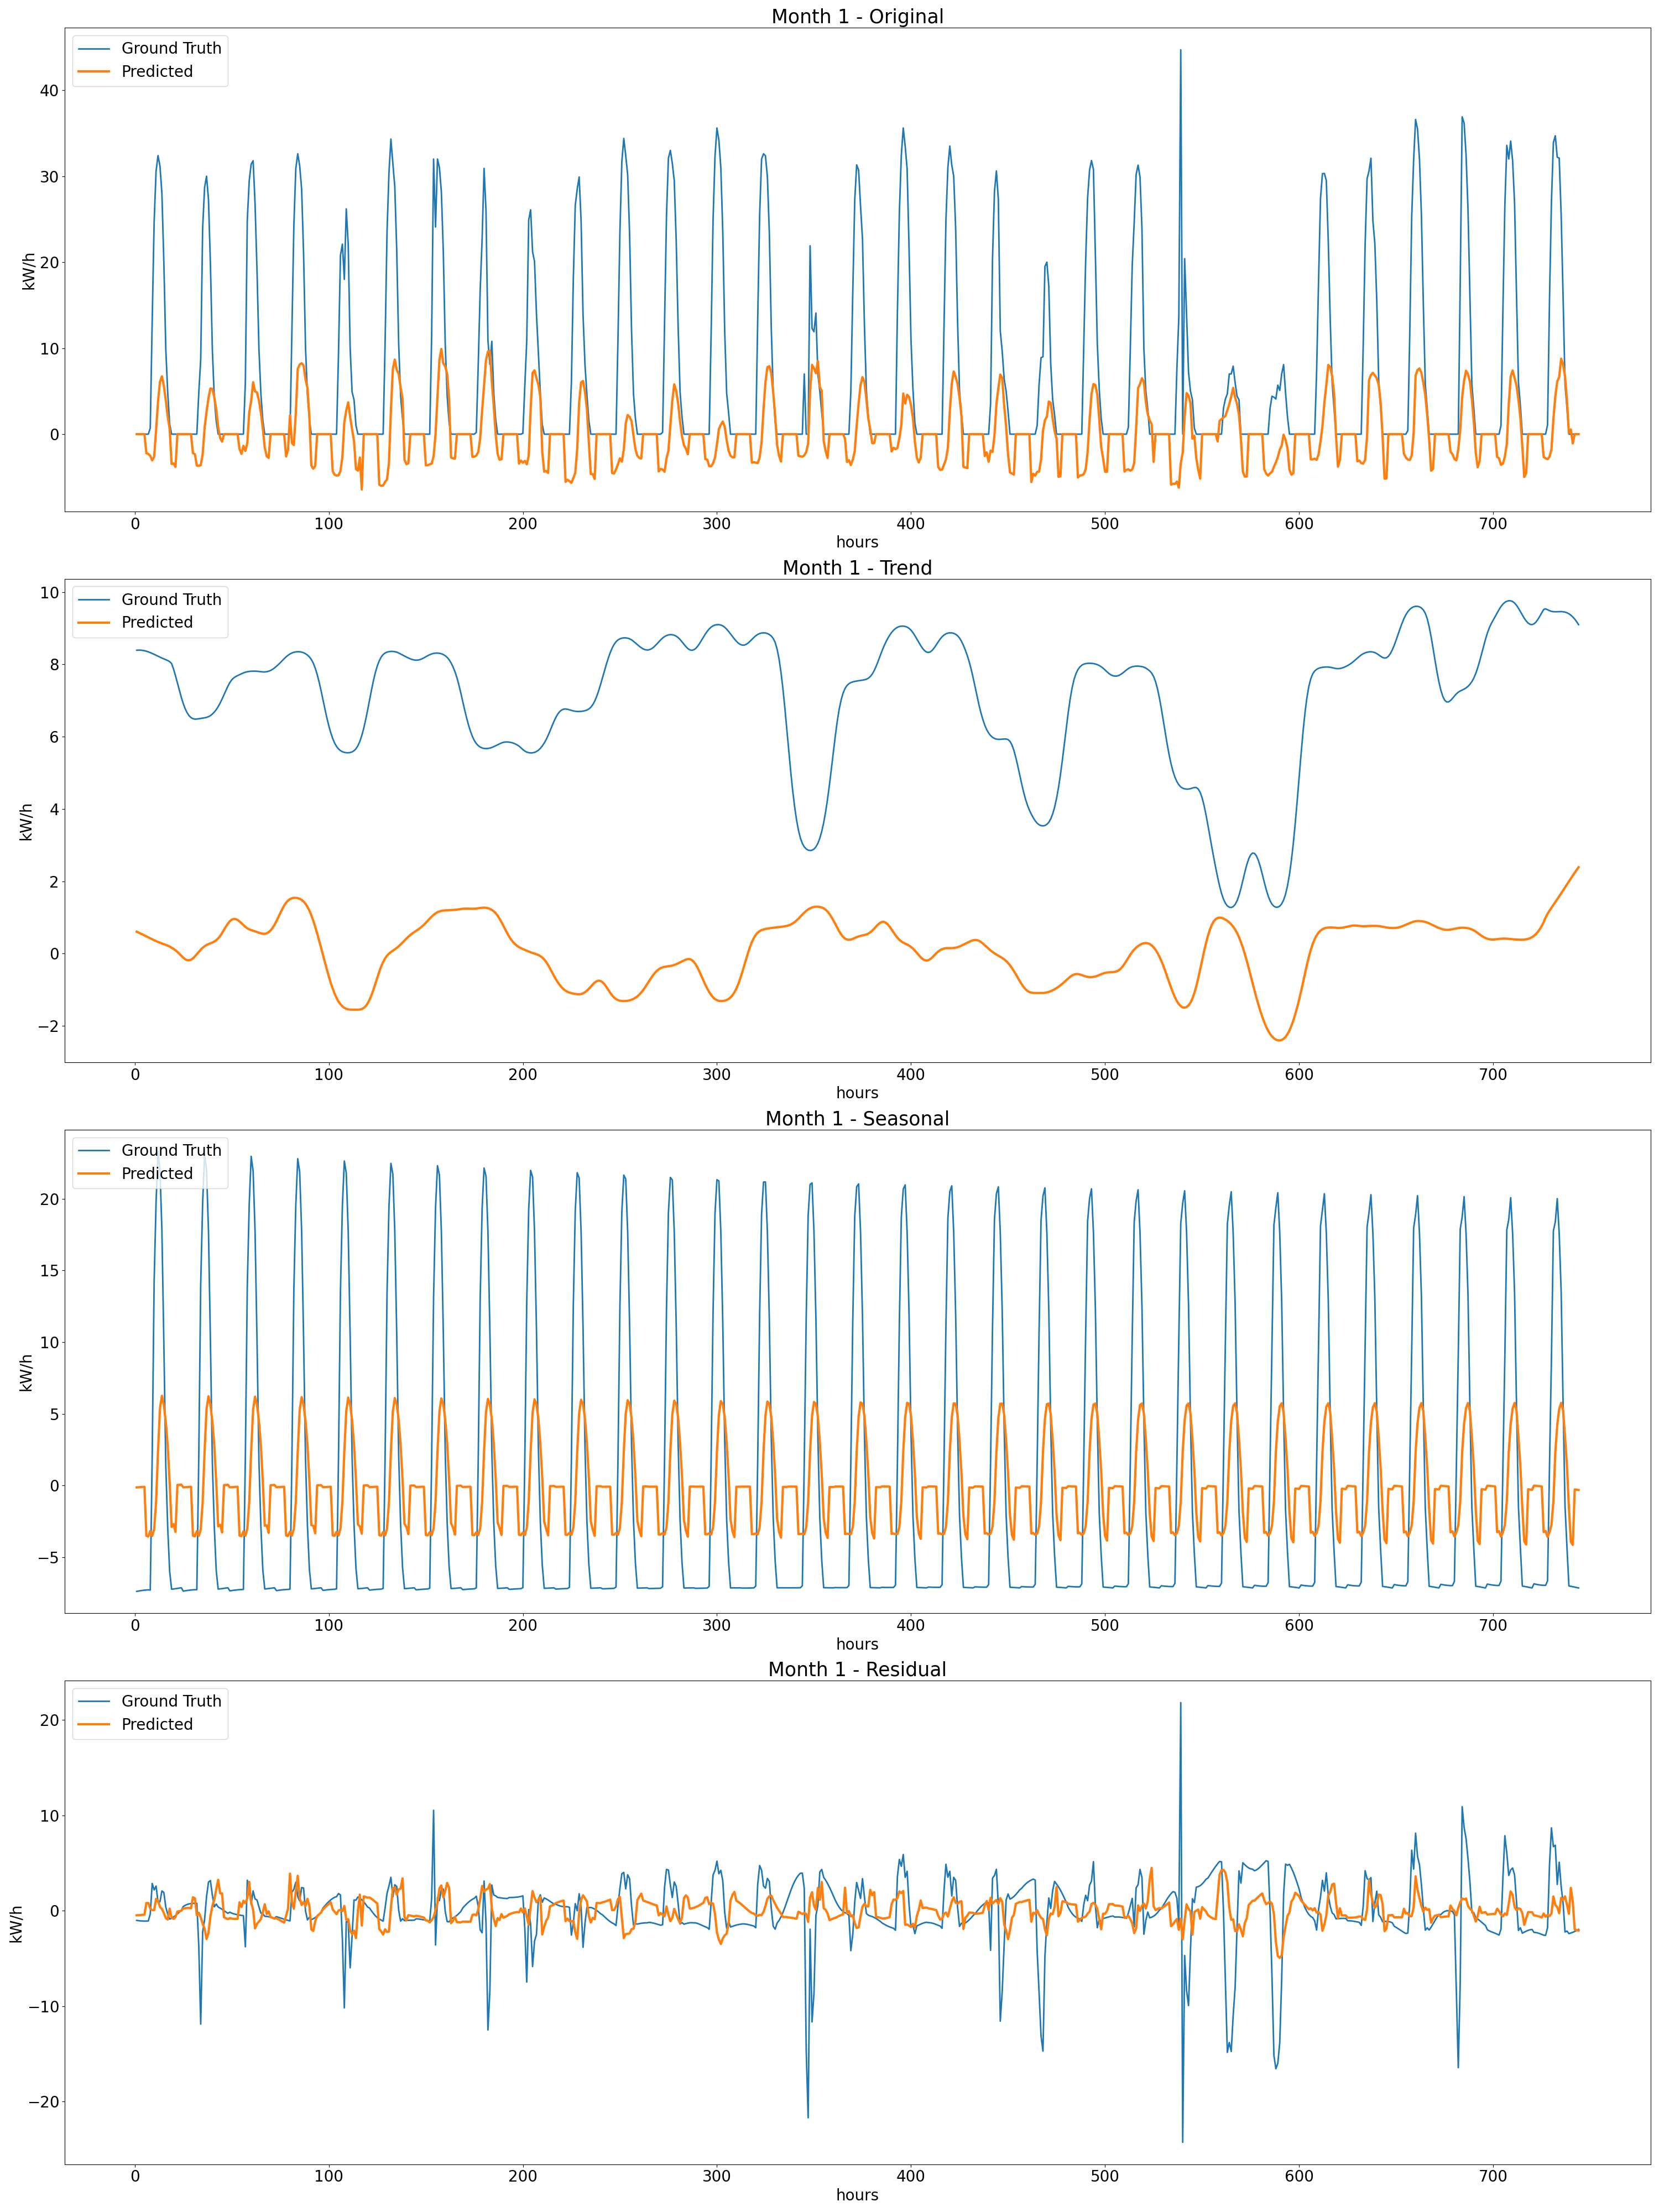 Month 1 - Original
Ground Truth
Predicted
kW/h
40
30
20
10
0
0 100 200 300 400 500 600 700
hours
Month 1 - Trend
Ground Truth
Predicted
kW/h
10
8
6
4
2
0
−2
0 100 200 300 400 500 600 700
hours
Month 1 - Seasonal
Ground Truth
Predicted
kW/h
20
15
10
5
0
−5
0 100 200 300 400 500 600 700
hours
Month 1 - Residual
Ground Truth
Predicted
kW/h
20
10
0
−10
−20
0 100 200 300 400 500 600 700
hours